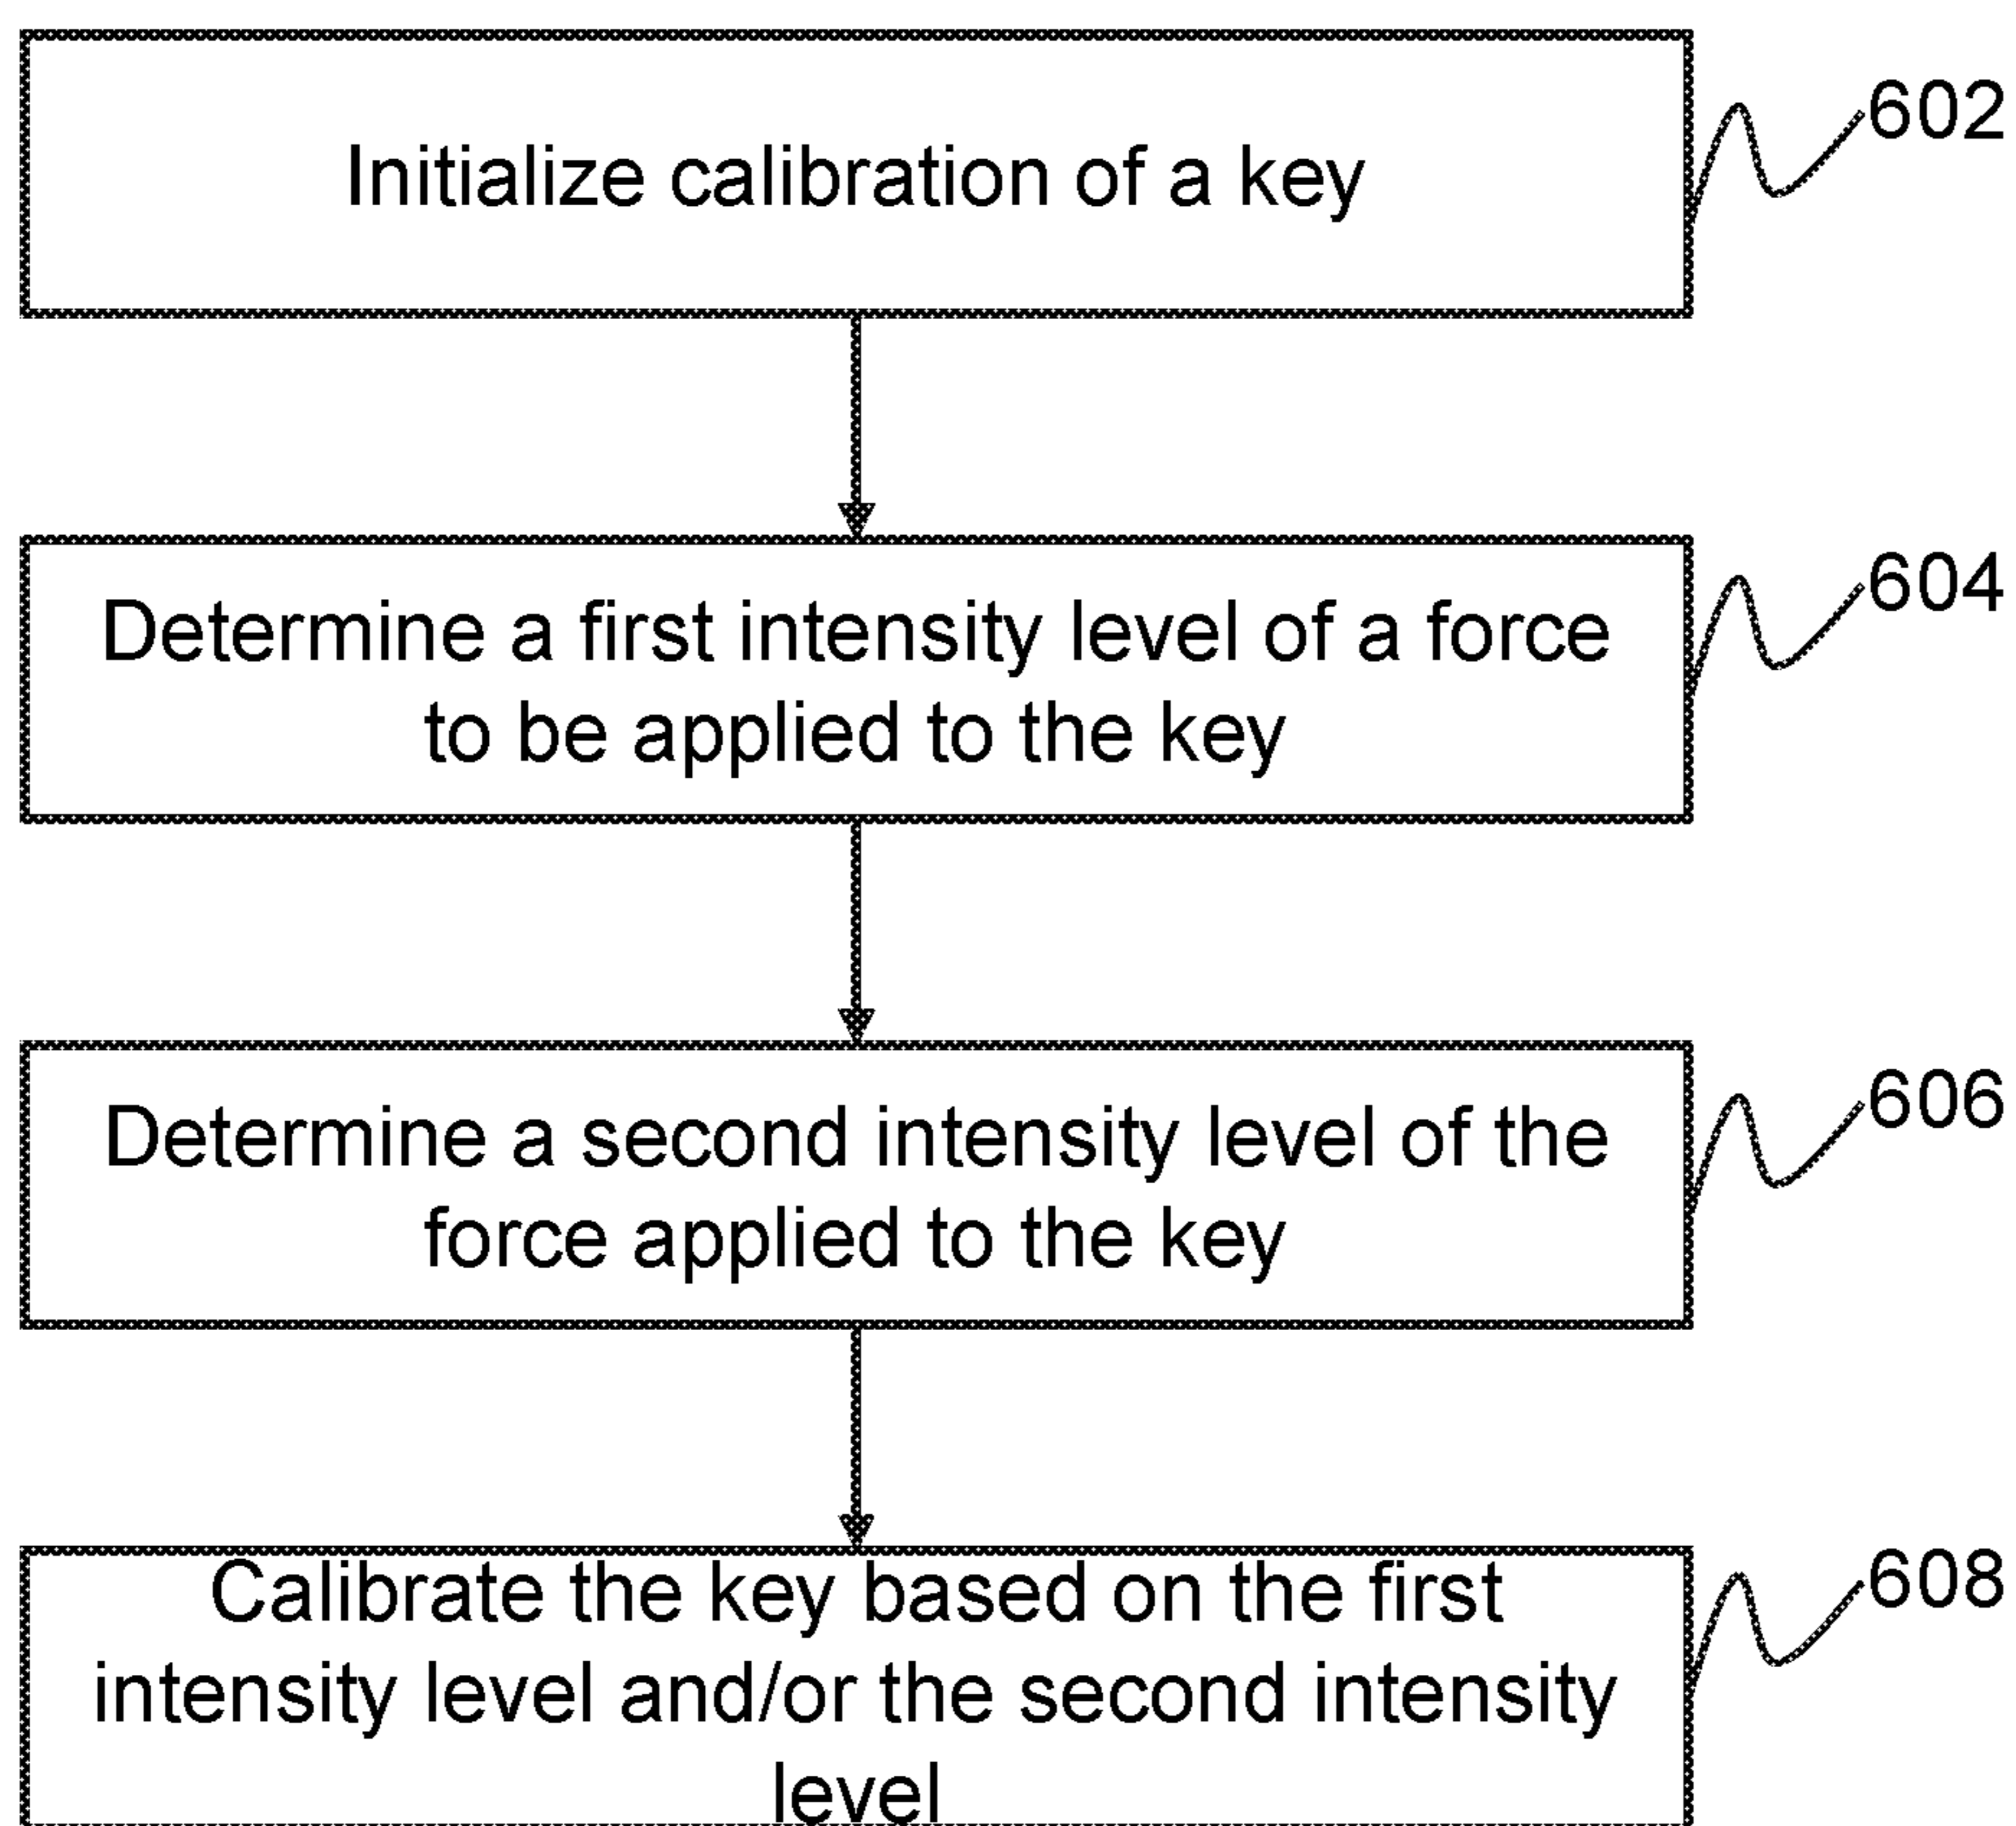 Initialize calibration of a key
602
Determine a first intensity level of a force
to be applied to the key
604
Determine a second intensity level of the
force applied to the key
606
Calibrate the key based on the first
intensity level and/or the second intensity
level
608